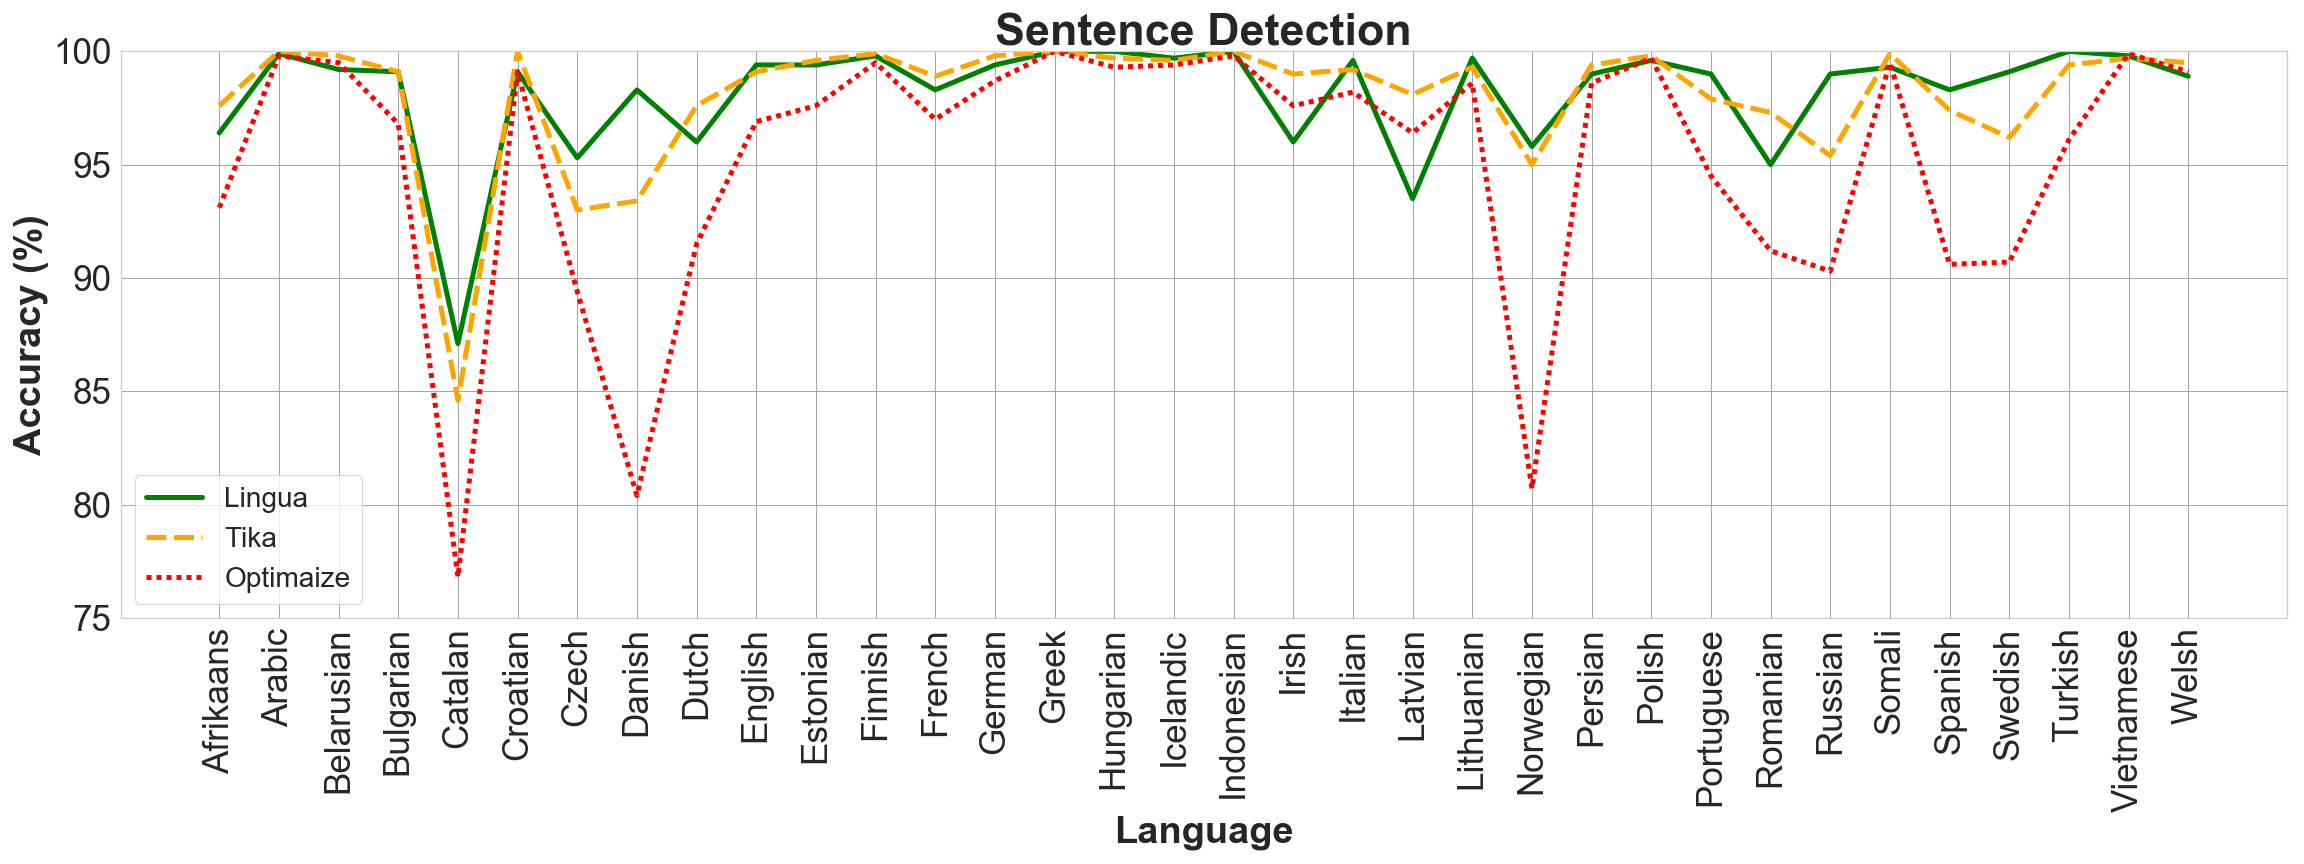 Sentence Detection
Accuracy (%)
100
95
90
85
80
75
Lingua
Tika
Optimaize
Afrikaans
Arabic
Belarusian
Bulgarian
Catalan
Croatian
Czech
Danish
Dutch
English
Estonian
Finnish
French
German
Greek
Hungarian
Icelandic
Indonesian
Irish
Italian
Latvian
Lithuanian
Norwegian
Persian
Polish
Portuguese
Romanian
Russian
Somali
Spanish
Swedish
Turkish
Vietnamese
Welsh
Language